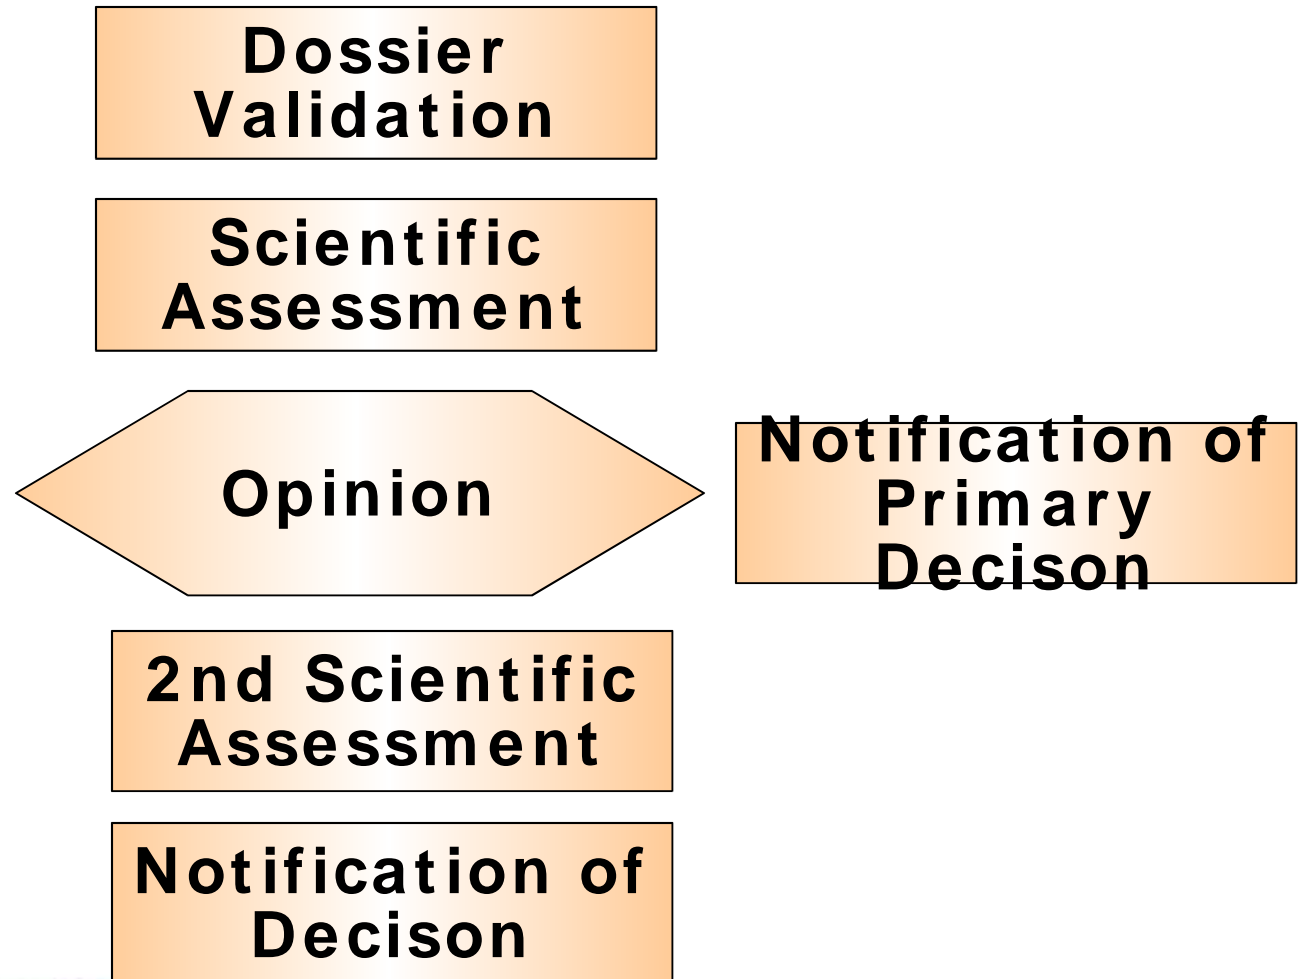 Dossier
Validation
Scientific
Assessment
Opinion
Notification of
Primary
Decison
2nd Scientific
Assessment
Notification of
Decison